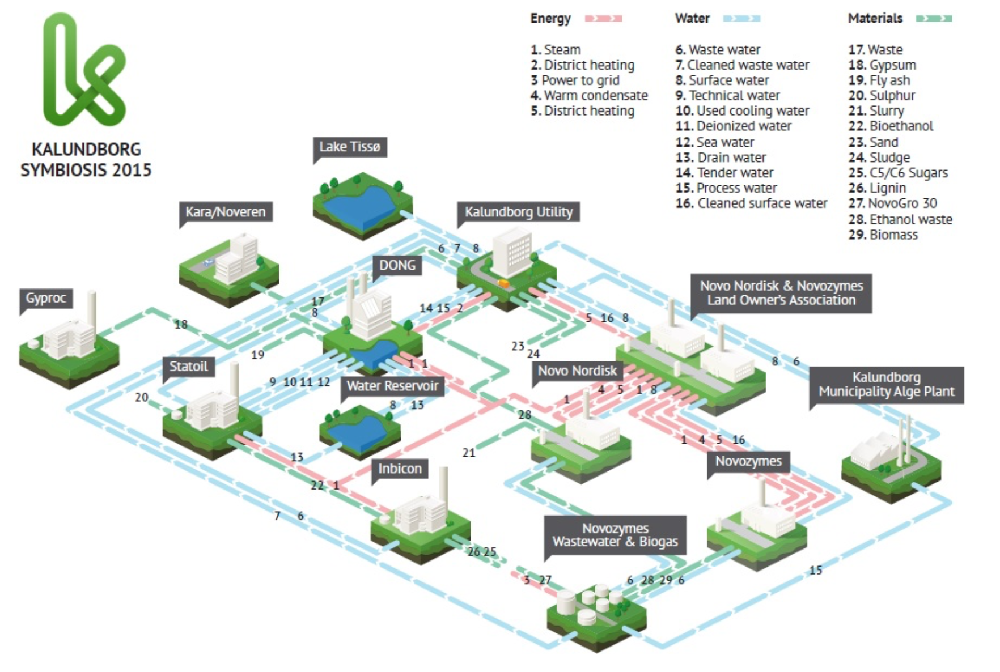 KALUNDBORG
SYMBIOSIS 2015
Energy
1. Steam
2. District heating
3 Power to grid
4. Warm condensate
5. District heating
Water
6. Waste water
7. Cleaned waste water
8. Surface water
9. Technical water
10. Used cooling water
11. Deionized water
12. Sea water
13. Drain water
14. Tender water
15. Process water
16. Cleaned surface water
Materials
17. Waste
18. Gypsum
19. Fly ash
20. Sulphur
21. Slurry
22. Bioethanol
23. Sand
24. Sludge
25. C5/C6 Sugars
26. Lignin
27. NovoGro 30
28. Ethanol waste
29. Biomass
Lake Tissø
Kara/Noveren
Kalundborg Utility
6 7 8
DONG
Gyproc
Novo Nordisk & Novozymes
Land Owner's Association
17
8
14 15 2
5 16 8
18
23
24
19
8 6
Statoil
1 1
Novo Nordisk
Kalundborg
Municipality Alge Plant
9 10 11 12
Water Reservoir
4 5 1 8
20
1
8 13
28
1 4 5 16
21
13
Novozymes
Inbicon
22 1
7 6
Novozymes
Wastewater & Biogas
26 25
15
3 27
6 28 29 6